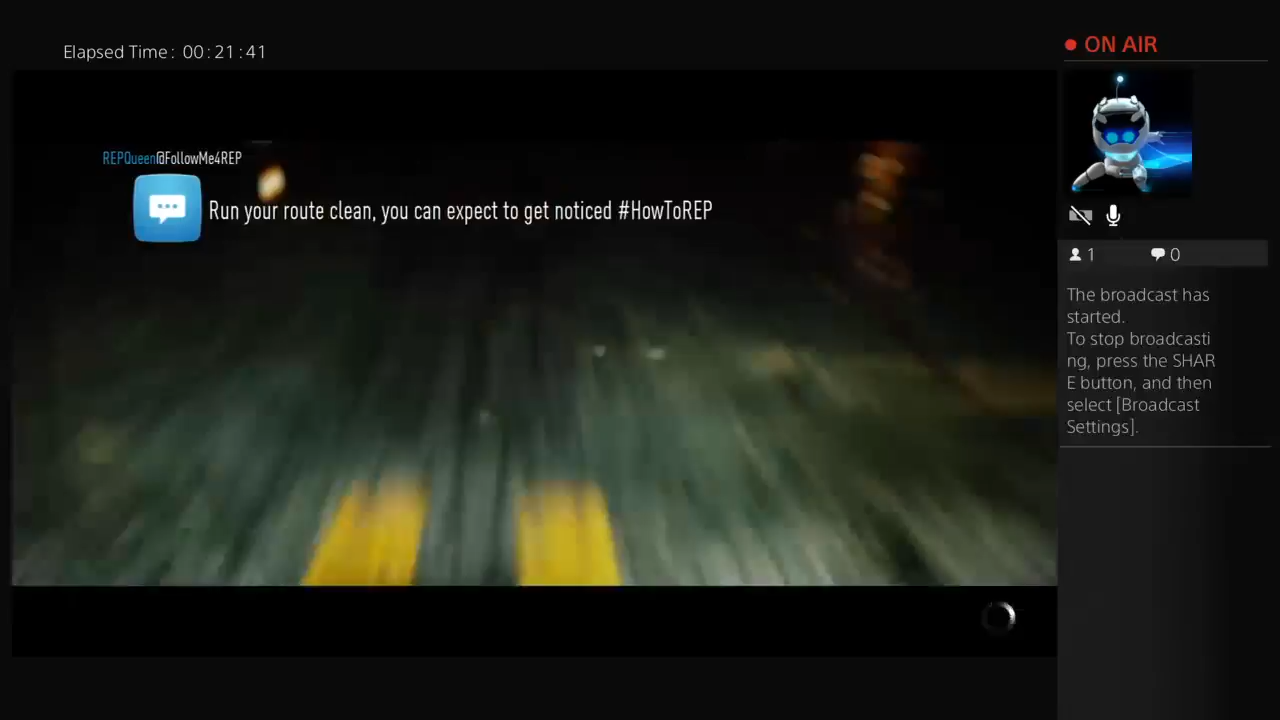 Elapsed Time: 00:21:41
ON AIR
REPQueen@FollowMe4REP
Run your route clean, you can expect to get noticed #HowToREP
1
0
The broadcast has
started.
To stop broadcasti
ng, press the SHAR
E button, and then
select [Broadcast
Settings].